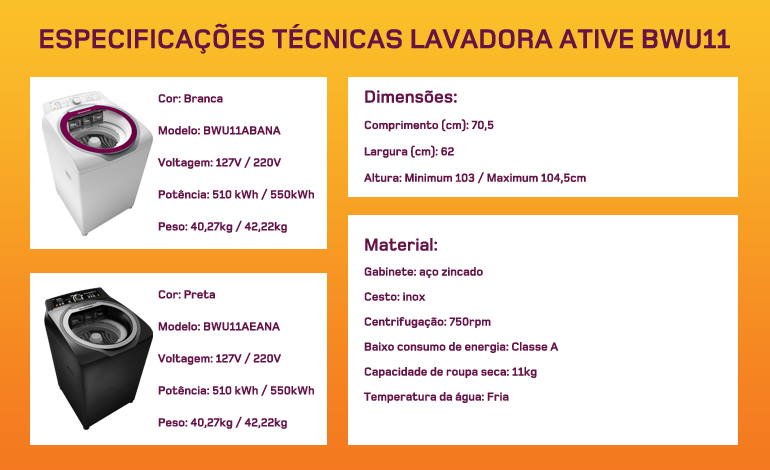 ESPECIFICAÇÕES TÉCNICAS LAVADORA ATIVE BWU11
Cor: Branca
Modelo: BWU11ABANA
Voltagem: 127V / 220V
Potência: 510 kWh / 550kWh
Peso: 40,27kg / 42,22kg
Cor: Preta
Modelo: BWU11AEANA
Voltagem: 127V / 220V
Potência: 510 kWh / 550kWh
Peso: 40,27kg / 42,22kg
Dimensões:
Comprimento (cm): 70,5
Largura (cm): 62
Altura: Minimum 103 / Maximum 104,5cm
Material:
Gabinete: aço zincado
Cesto: inox
Centrifugação: 750rpm
Baixo consumo de energia: Classe A
Capacidade de roupa seca: 11kg
Temperatura da água: Fria